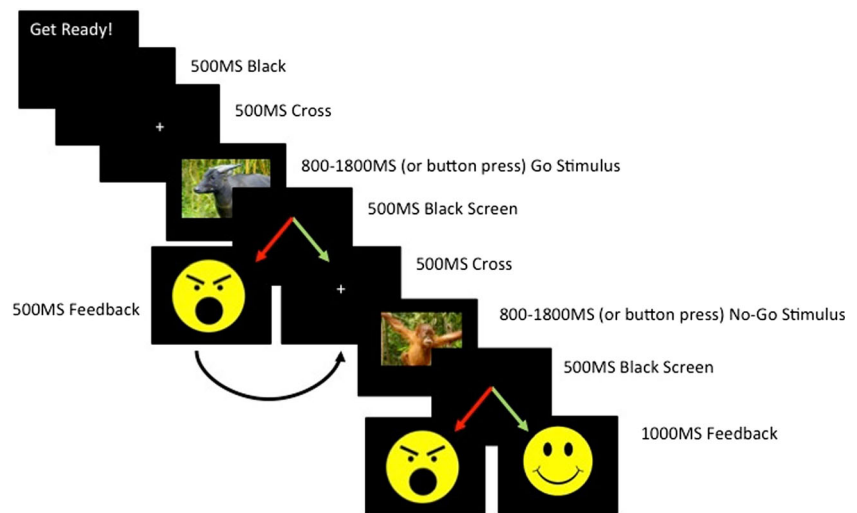 Get Ready!
500MS Black
500MS Cross
800-1800MS (or button press) Go Stimulus
500MS Black Screen
500MS Cross
500MS Feedback
800-1800MS (or button press) No-Go Stimulus
500MS Black Screen
1000MS Feedback